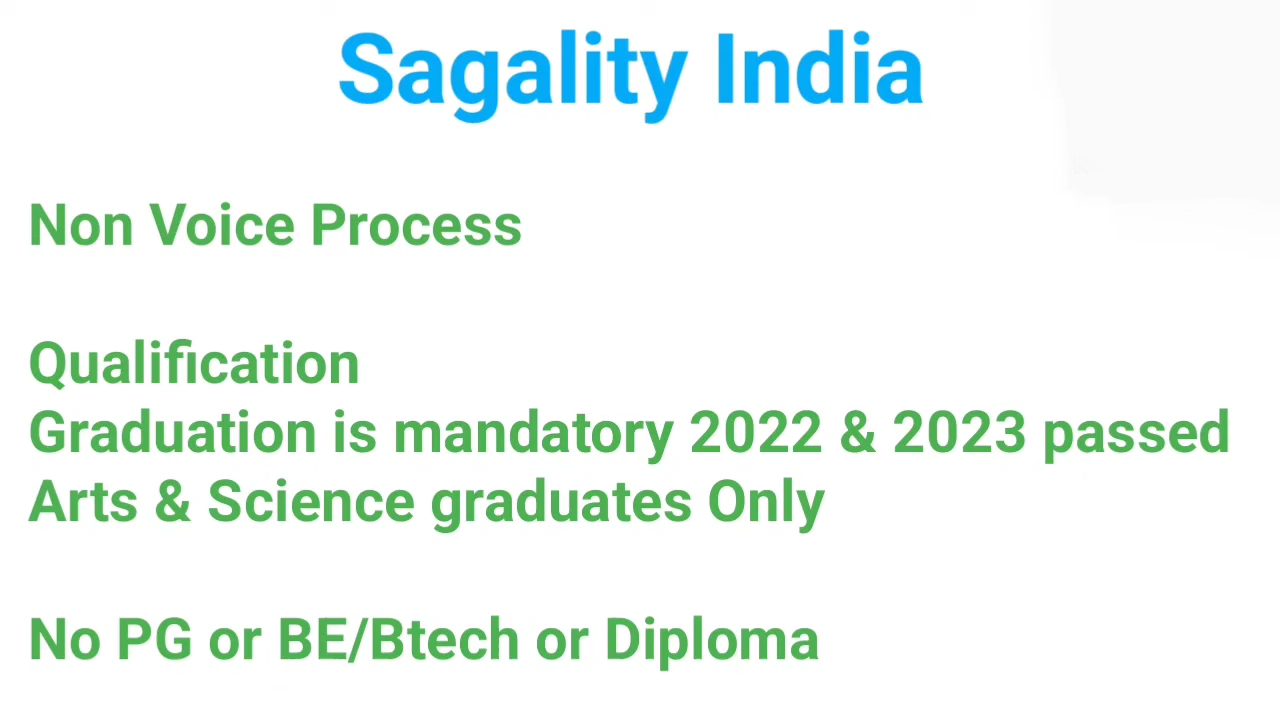 Sagality India
Non Voice Process
Qualification
Graduation is mandatory 2022 & 2023 passed
Arts & Science graduates Only
No PG or BE/Btech or Diploma